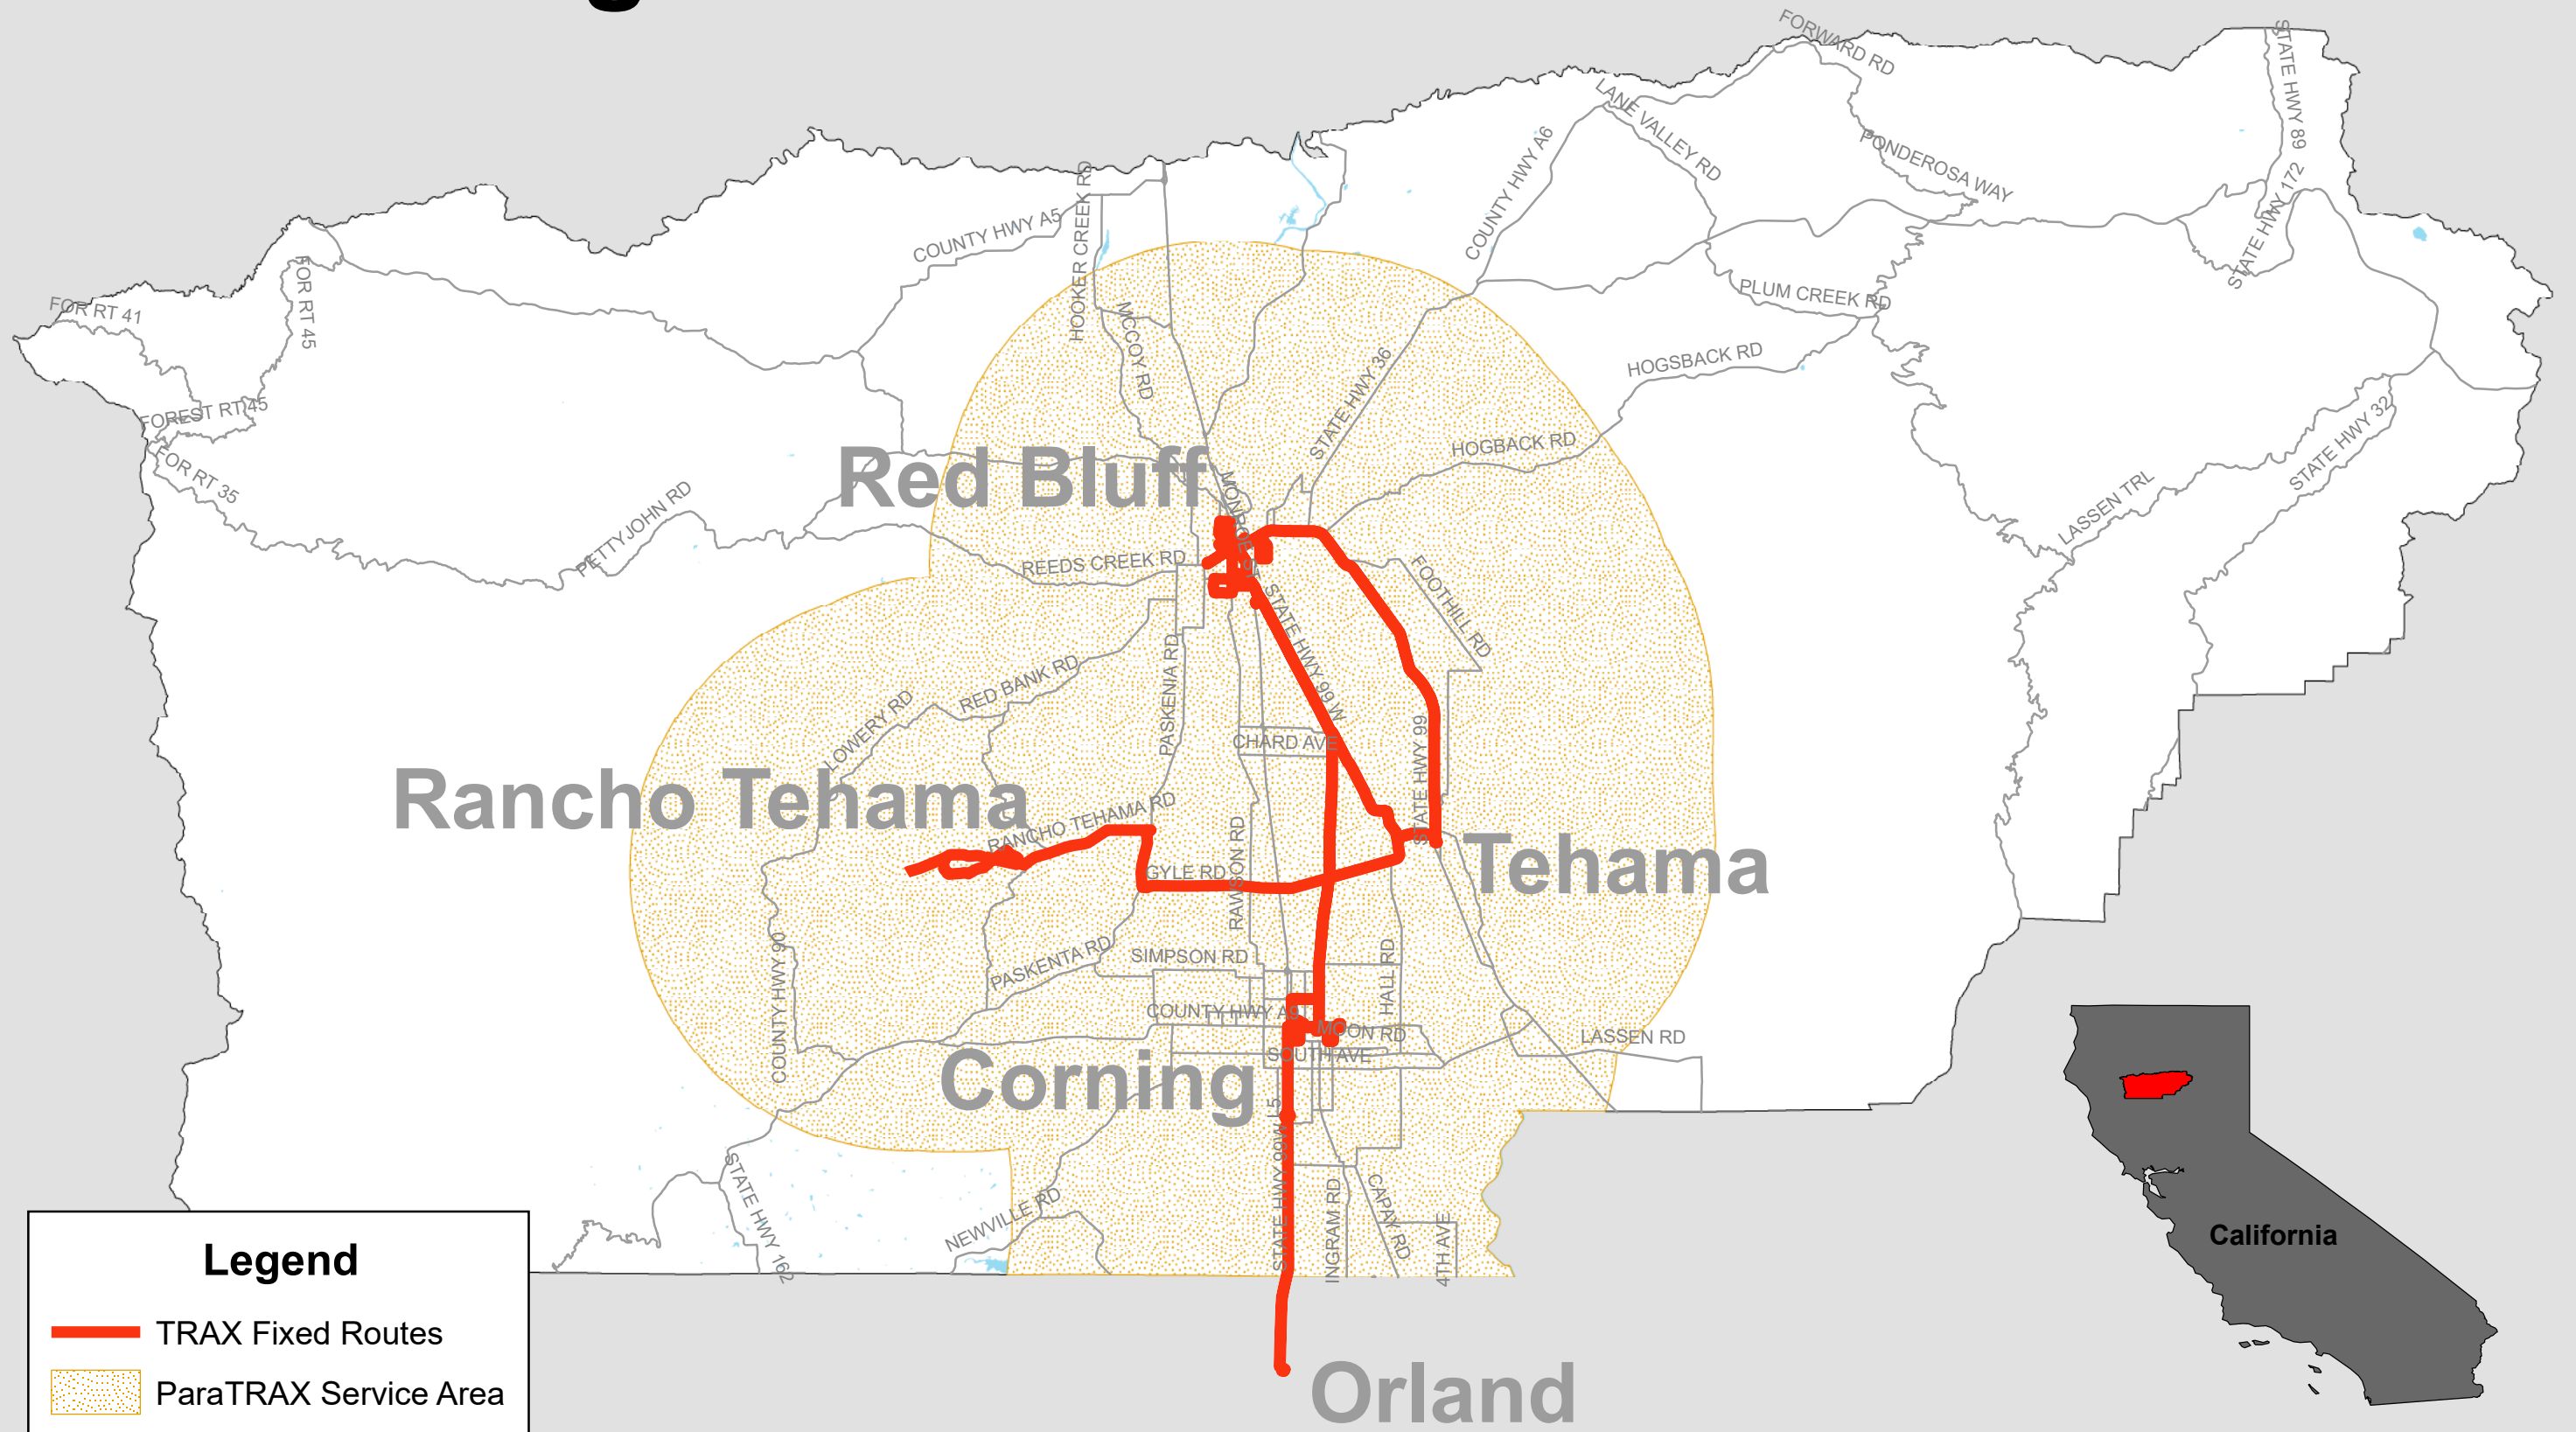 FORWARD RD
STATE HWY 89
LANE VALLEY RD
COUNTY HWY A6
PONDEROSA WAY
STATE HWY 172
HOOKER CREEK RD
COUNTY HWY A5
FOR RT 41
FOR RT 45
MCCOY RD
PLUM CREEK RD
HOGSBACK RD
STATE HWY 36
FOREST RT 45
FOR RT 35
HOGBACK RD
STATE HWY 32
LASSEN TRL
Red Bluff
MONROE ST
PETTYJOHN RD
REEDS CREEK RD
FOOTHILL RD
STATE HWY 99 W
PASKENIA RD
RED BANK RD
LOWERY RD
CHARD AVE
STATE HWY 99
Rancho Tehama
RANCHO TEHAMA RD
RAWSON RD
GYLE RD
Tehama
PASKENTA RD
SIMPSON RD
COUNTY HWY 90
HALL RD
COUNTY HWY A9
MOON RD
SOUTH AVE
LASSEN RD
Corning
STATE HWY 99W I-5
STATE HWY 162
NEWVILLE RD
INGRAM RD
CAPAY RD
4TH AVE
Orland
California
Legend
TRAX Fixed Routes
ParaTRAX Service Area